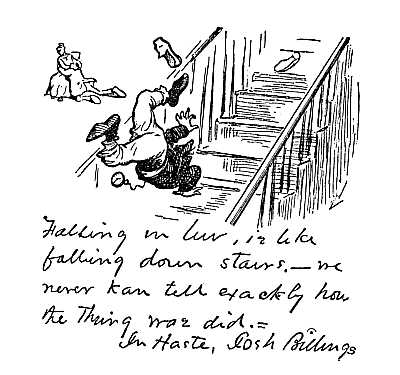 Falling in luv, iz like
falling down stairs, — we
never kan tell exactly how
the Thing waz did. =
In Haste, Josh Billings